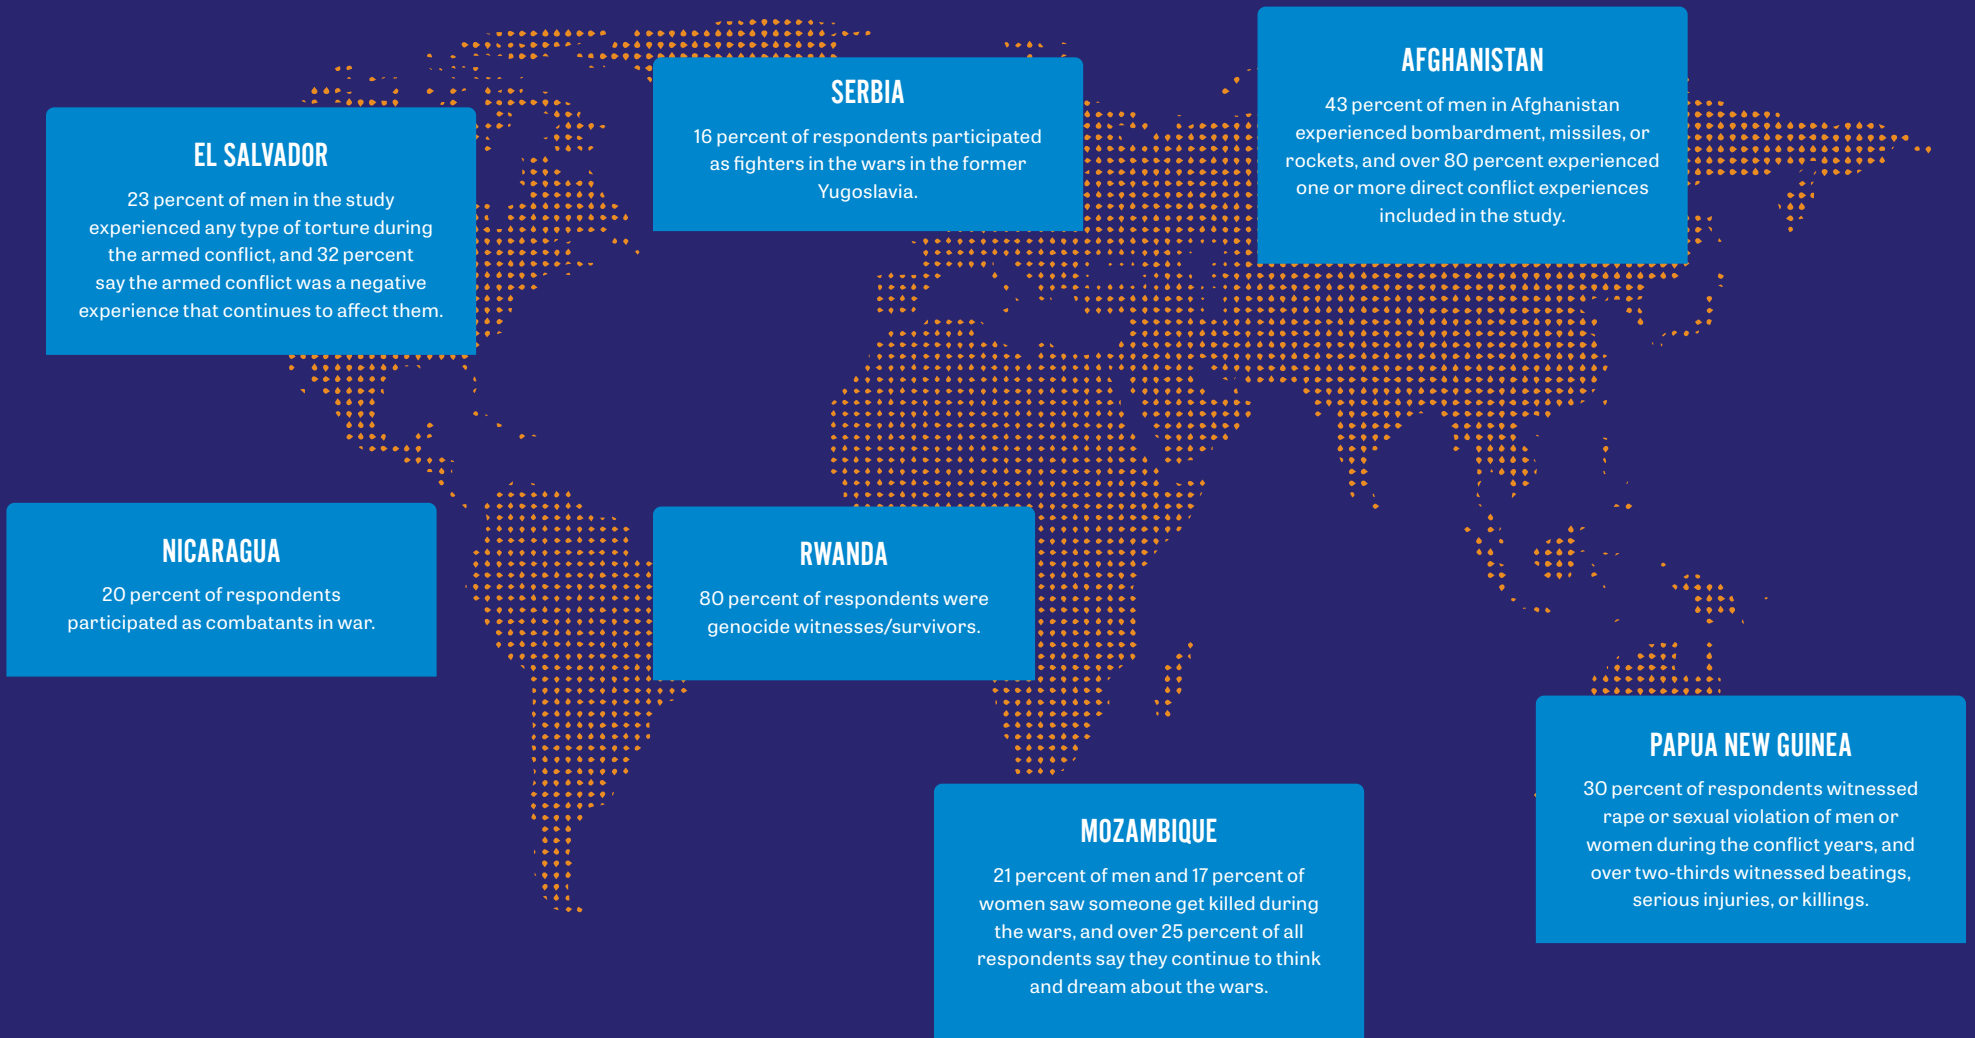 EL SALVADOR
23 percent of men in the study
experienced any type of torture during
the armed conflict, and 32 percent
say the armed conflict was a negative
experience that continues to affect them.
SERBIA
16 percent of respondents participated
as fighters in the wars in the former
Yugoslavia.
AFGHANISTAN
43 percent of men in Afghanistan
experienced bombardment, missiles, or
rockets, and over 80 percent experienced
one or more direct conflict experiences
included in the study.
NICARAGUA
20 percent of respondents
participated as combatants in war.
RWANDA
80 percent of respondents were
genocide witnesses/survivors.
MOZAMBIQUE
21 percent of men and 17 percent of
women saw someone get killed during
the wars, and over 25 percent of all
respondents say they continue to think
and dream about the wars.
PAPUA NEW GUINEA
30 percent of respondents witnessed
rape or sexual violation of men or
women during the conflict years, and
over two-thirds witnessed beatings,
serious injuries, or killings.